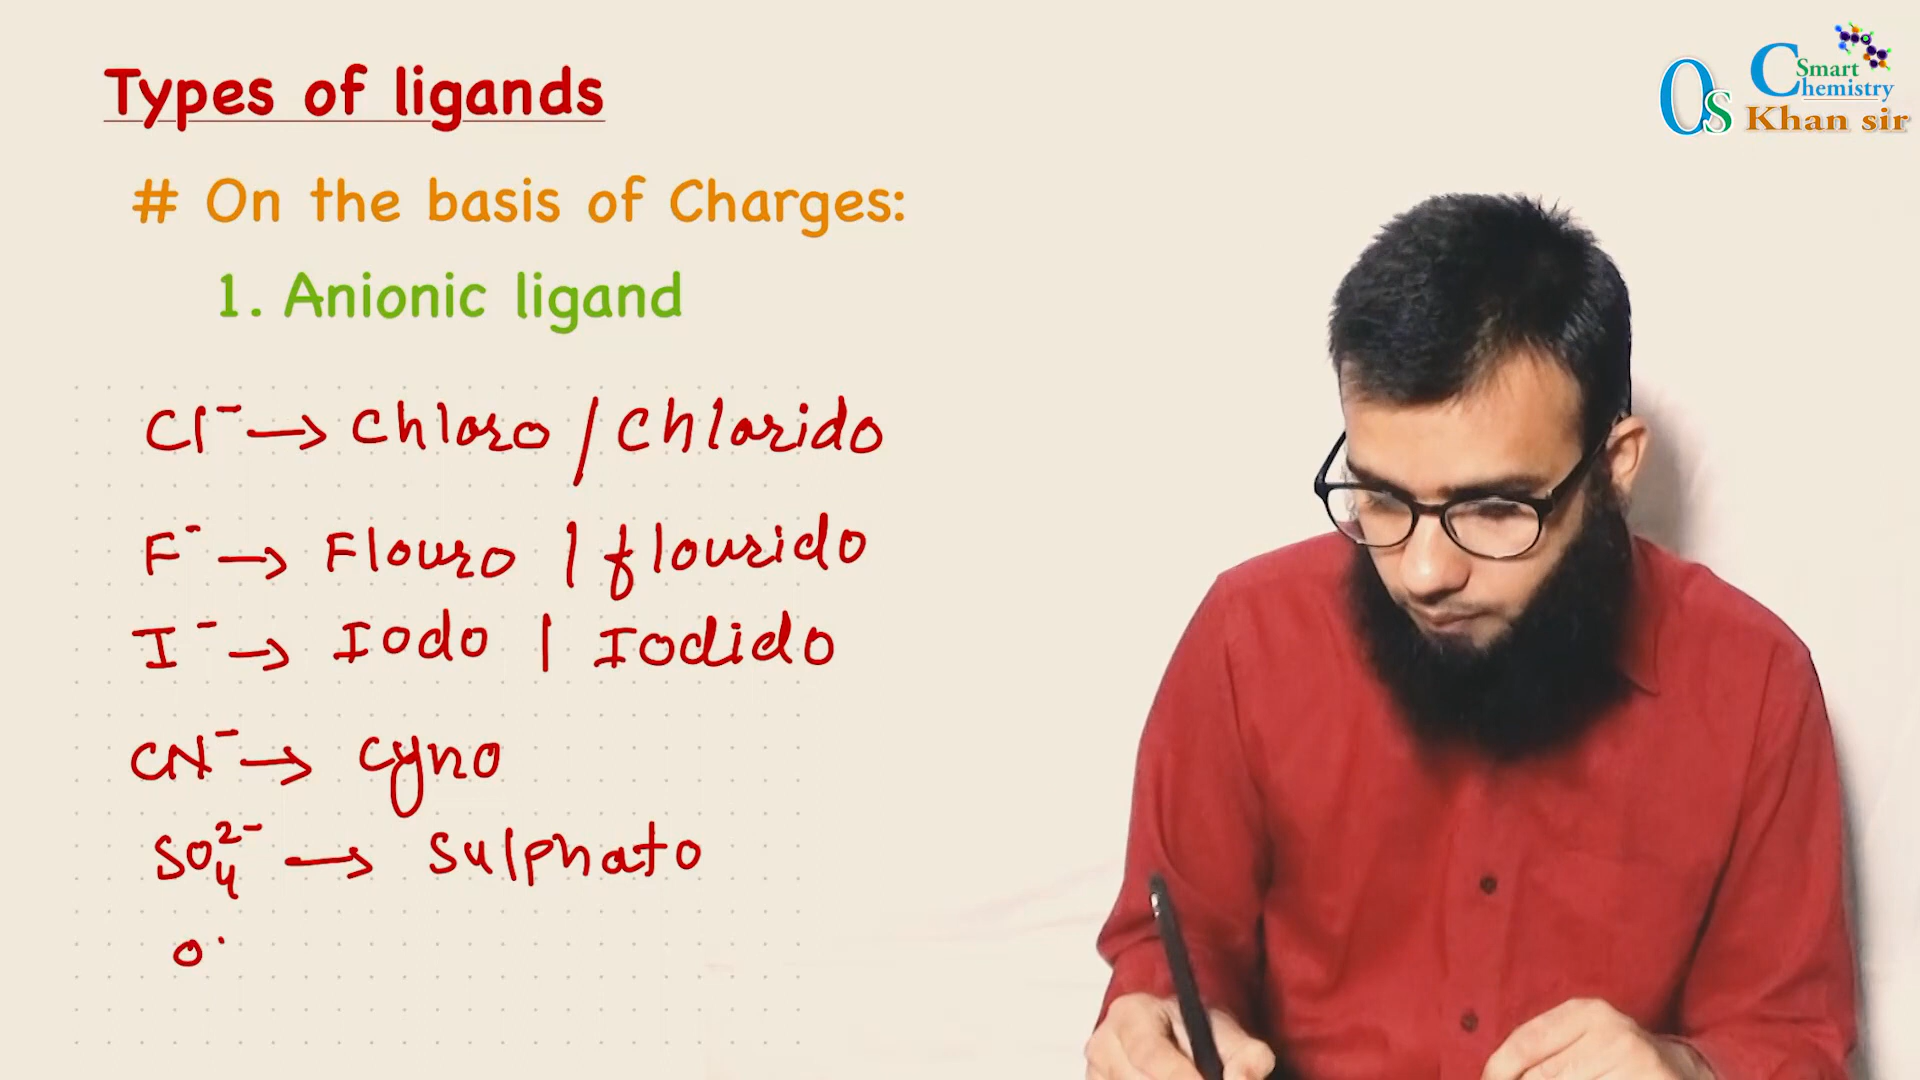 Types of ligands
Os Smart Chemistry
Khan sir
# On the basis of Charges:
1. Anionic ligand
Cl⁻ → Chloro / Chlorido
F⁻ → Flouro | flourido
I⁻ → Iodo | Iodido
CN⁻ → Cyno
SO₄²⁻ → Sulphato
O